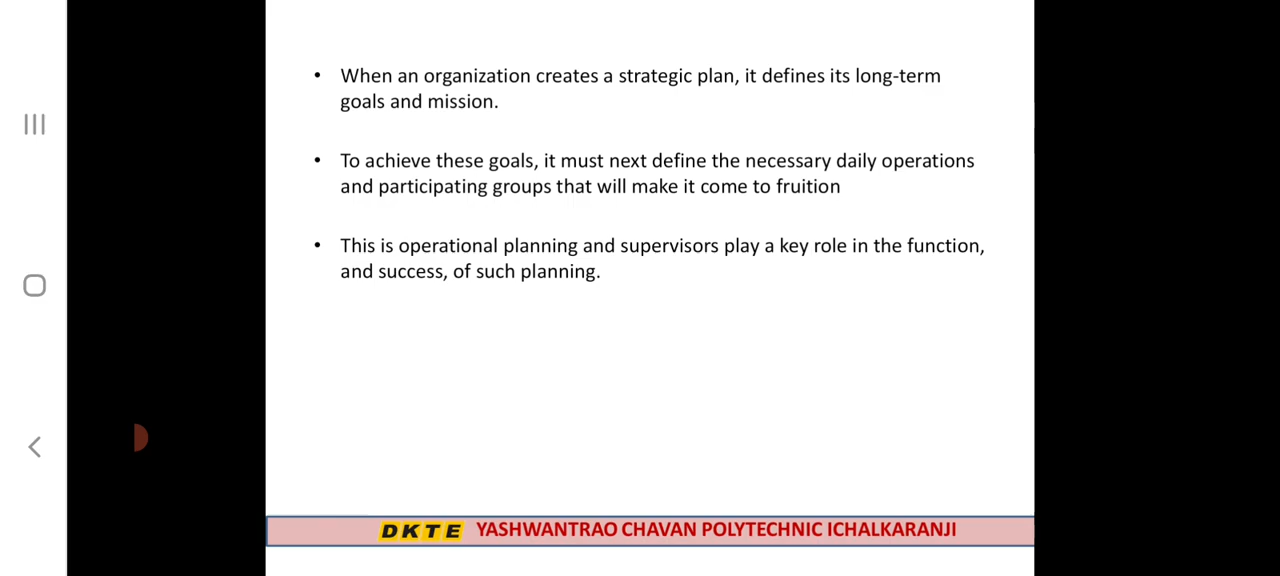 • When an organization creates a strategic plan, it defines its long-term
goals and mission.
• To achieve these goals, it must next define the necessary daily operations
and participating groups that will make it come to fruition
• This is operational planning and supervisors play a key role in the function,
and success, of such planning.
DKTE YASHWANTRAO CHAVAN POLYTECHNIC ICHALKARANJI